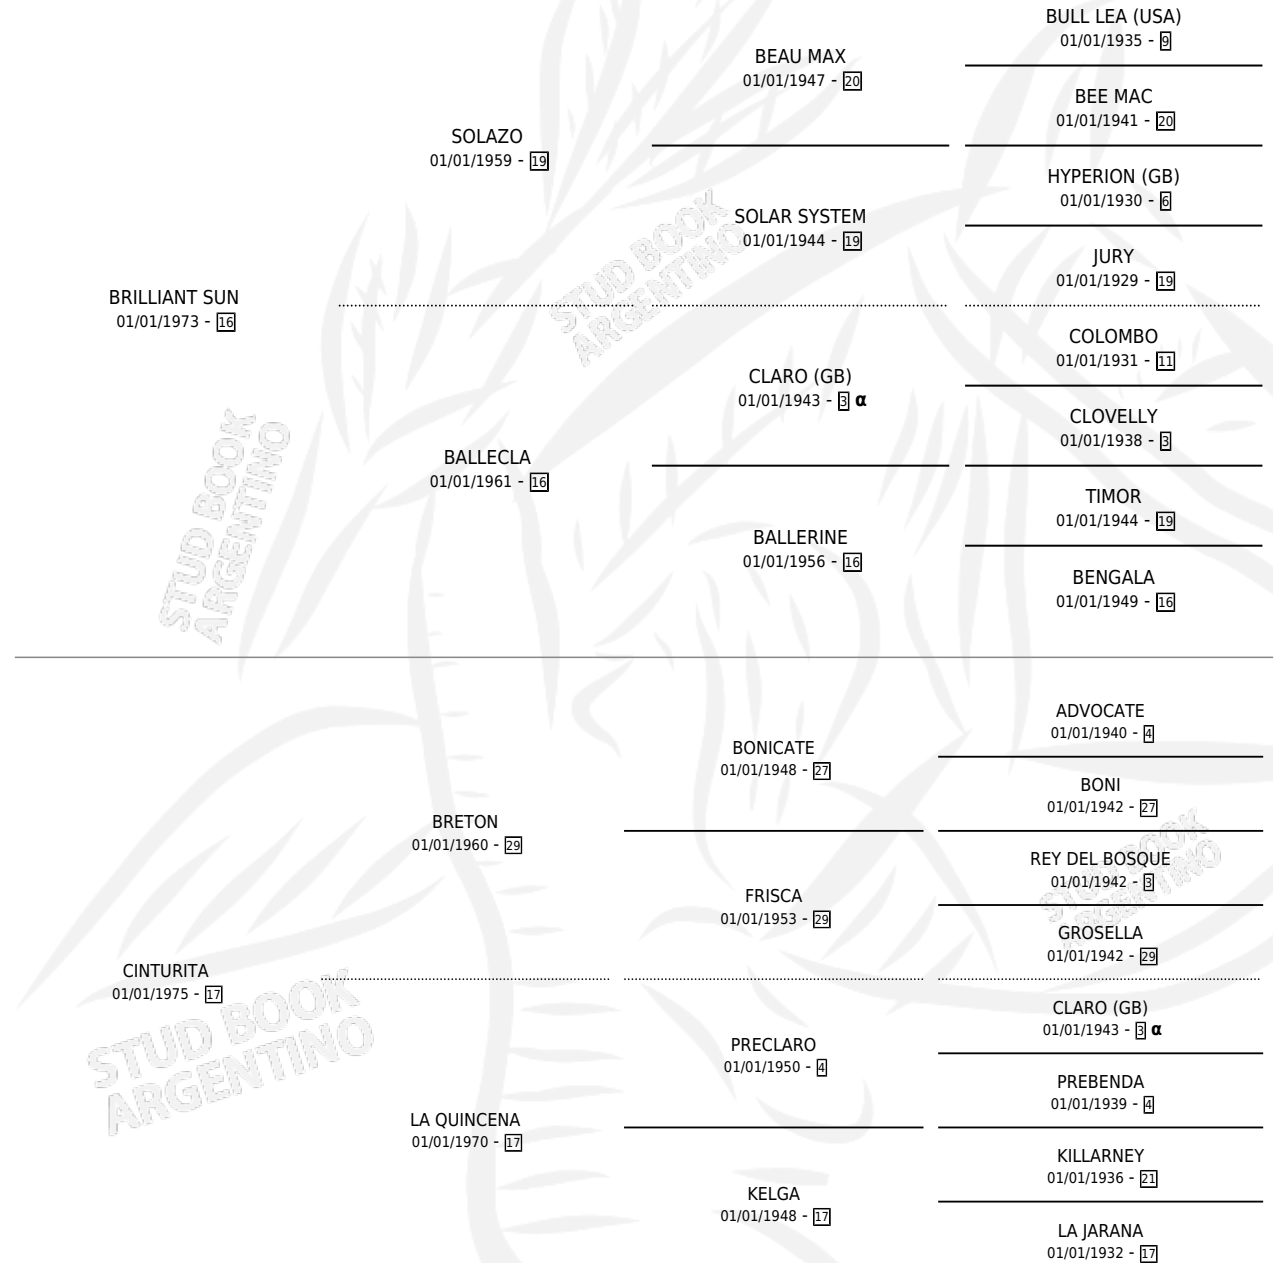 BULL LEA (USA)
01/01/1935 - 9
BEAU MAX
01/01/1947 - 20
BEE MAC
01/01/1941 - 20
SOLAZO
01/01/1959 - 19
HYPERION (GB)
01/01/1930 - 6
SOLAR SYSTEM
01/01/1944 - 19
JURY
01/01/1929 - 19
BRILLIANT SUN
01/01/1973 - 16
COLOMBO
01/01/1931 - 11
CLARO (GB)
01/01/1943 - 3 α
CLOVELLY
01/01/1938 - 3
BALLECLA
01/01/1961 - 16
TIMOR
01/01/1944 - 19
BALLERINE
01/01/1956 - 16
BENGALA
01/01/1949 - 16
ADVOCATE
01/01/1940 - 4
BONICATE
01/01/1948 - 27
BONI
01/01/1942 - 27
BRETON
01/01/1960 - 29
REY DEL BOSQUE
01/01/1942 - 3
FRISCA
01/01/1953 - 29
GROSELLA
01/01/1942 - 29
CINTURITA
01/01/1975 - 17
CLARO (GB)
01/01/1943 - 3 α
PRECLARO
01/01/1950 - 4
PREBENDA
01/01/1939 - 4
LA QUINCENA
01/01/1970 - 17
KILLARNEY
01/01/1936 - 21
KELGA
01/01/1948 - 17
LA JARANA
01/01/1932 - 17
STUD BOOK
ARGENTINO
STUD BOOK
ARGENTINO
STUD BOOK
ARGENTINO
STUD BOOK
ARGENTINO